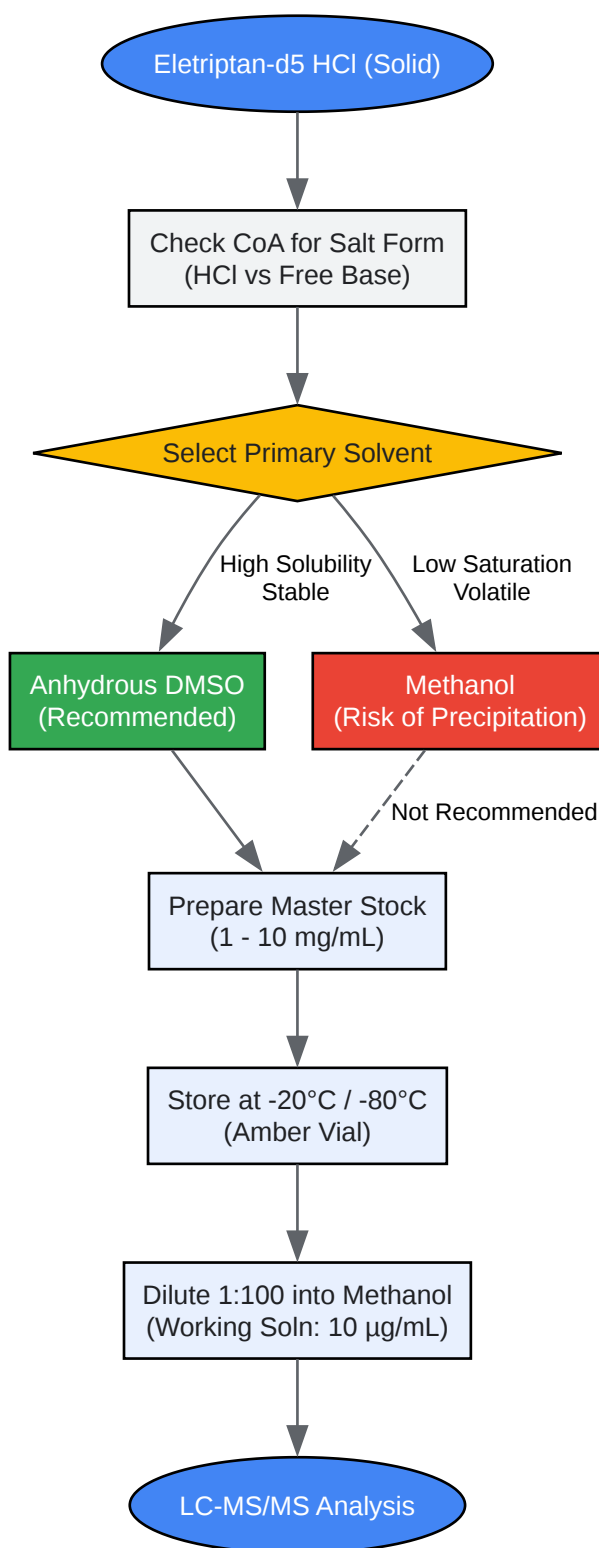 Eletriptan-d5 HCl (Solid)
Check CoA for Salt Form
(HCl vs Free Base)
Select Primary Solvent
High Solubility
Stable
Low Saturation
Volatile
Anhydrous DMSO
(Recommended)
Methanol
(Risk of Precipitation)
Not Recommended
Prepare Master Stock
(1 - 10 mg/mL)
Store at -20°C / -80°C
(Amber Vial)
Dilute 1:100 into Methanol
(Working Soln: 10 µg/mL)
LC-MS/MS Analysis